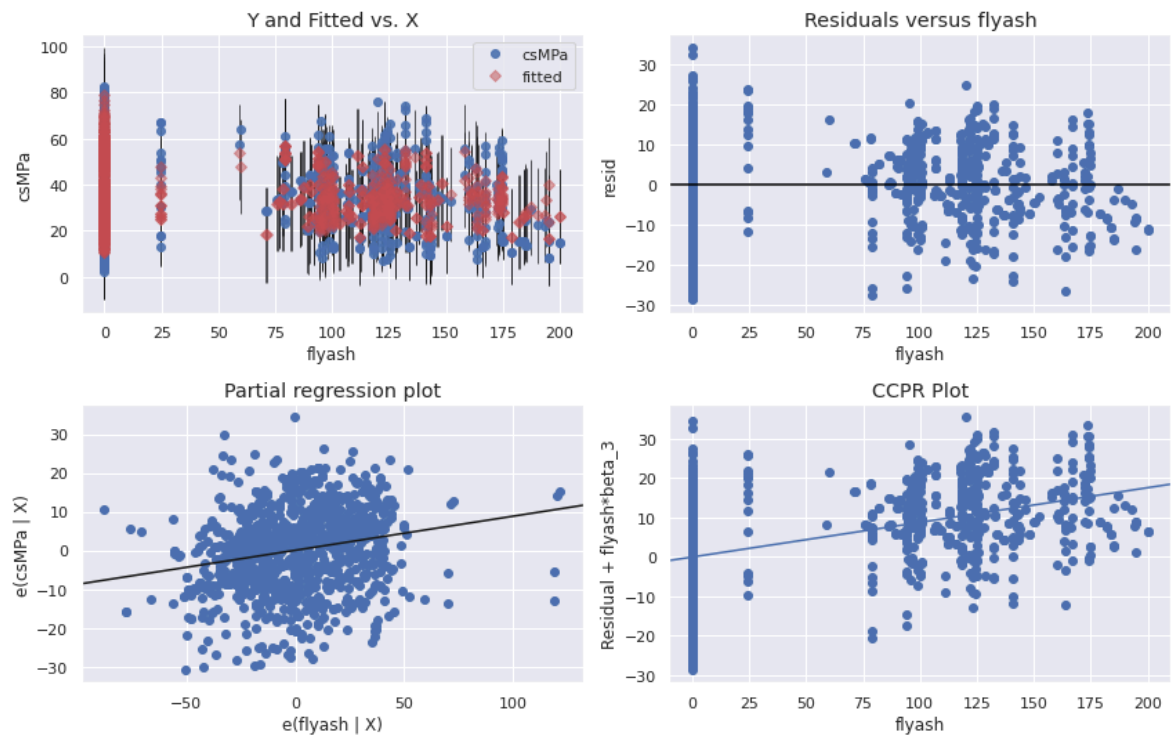 Y and Fitted vs. X
100
80
60
40
20
0
csMPa
csMPa
fitted
0 25 50 75 100 125 150 175 200
flyash
Residuals versus flyash
30
20
10
0
−10
−20
−30
resid
0 25 50 75 100 125 150 175 200
flyash
Partial regression plot
30
20
10
0
−10
−20
−30
e(csMPa | X)
−50 0 50 100
e(flyash | X)
CCPR Plot
30
20
10
0
−10
−20
−30
Residual + flyash*beta_3
0 25 50 75 100 125 150 175 200
flyash